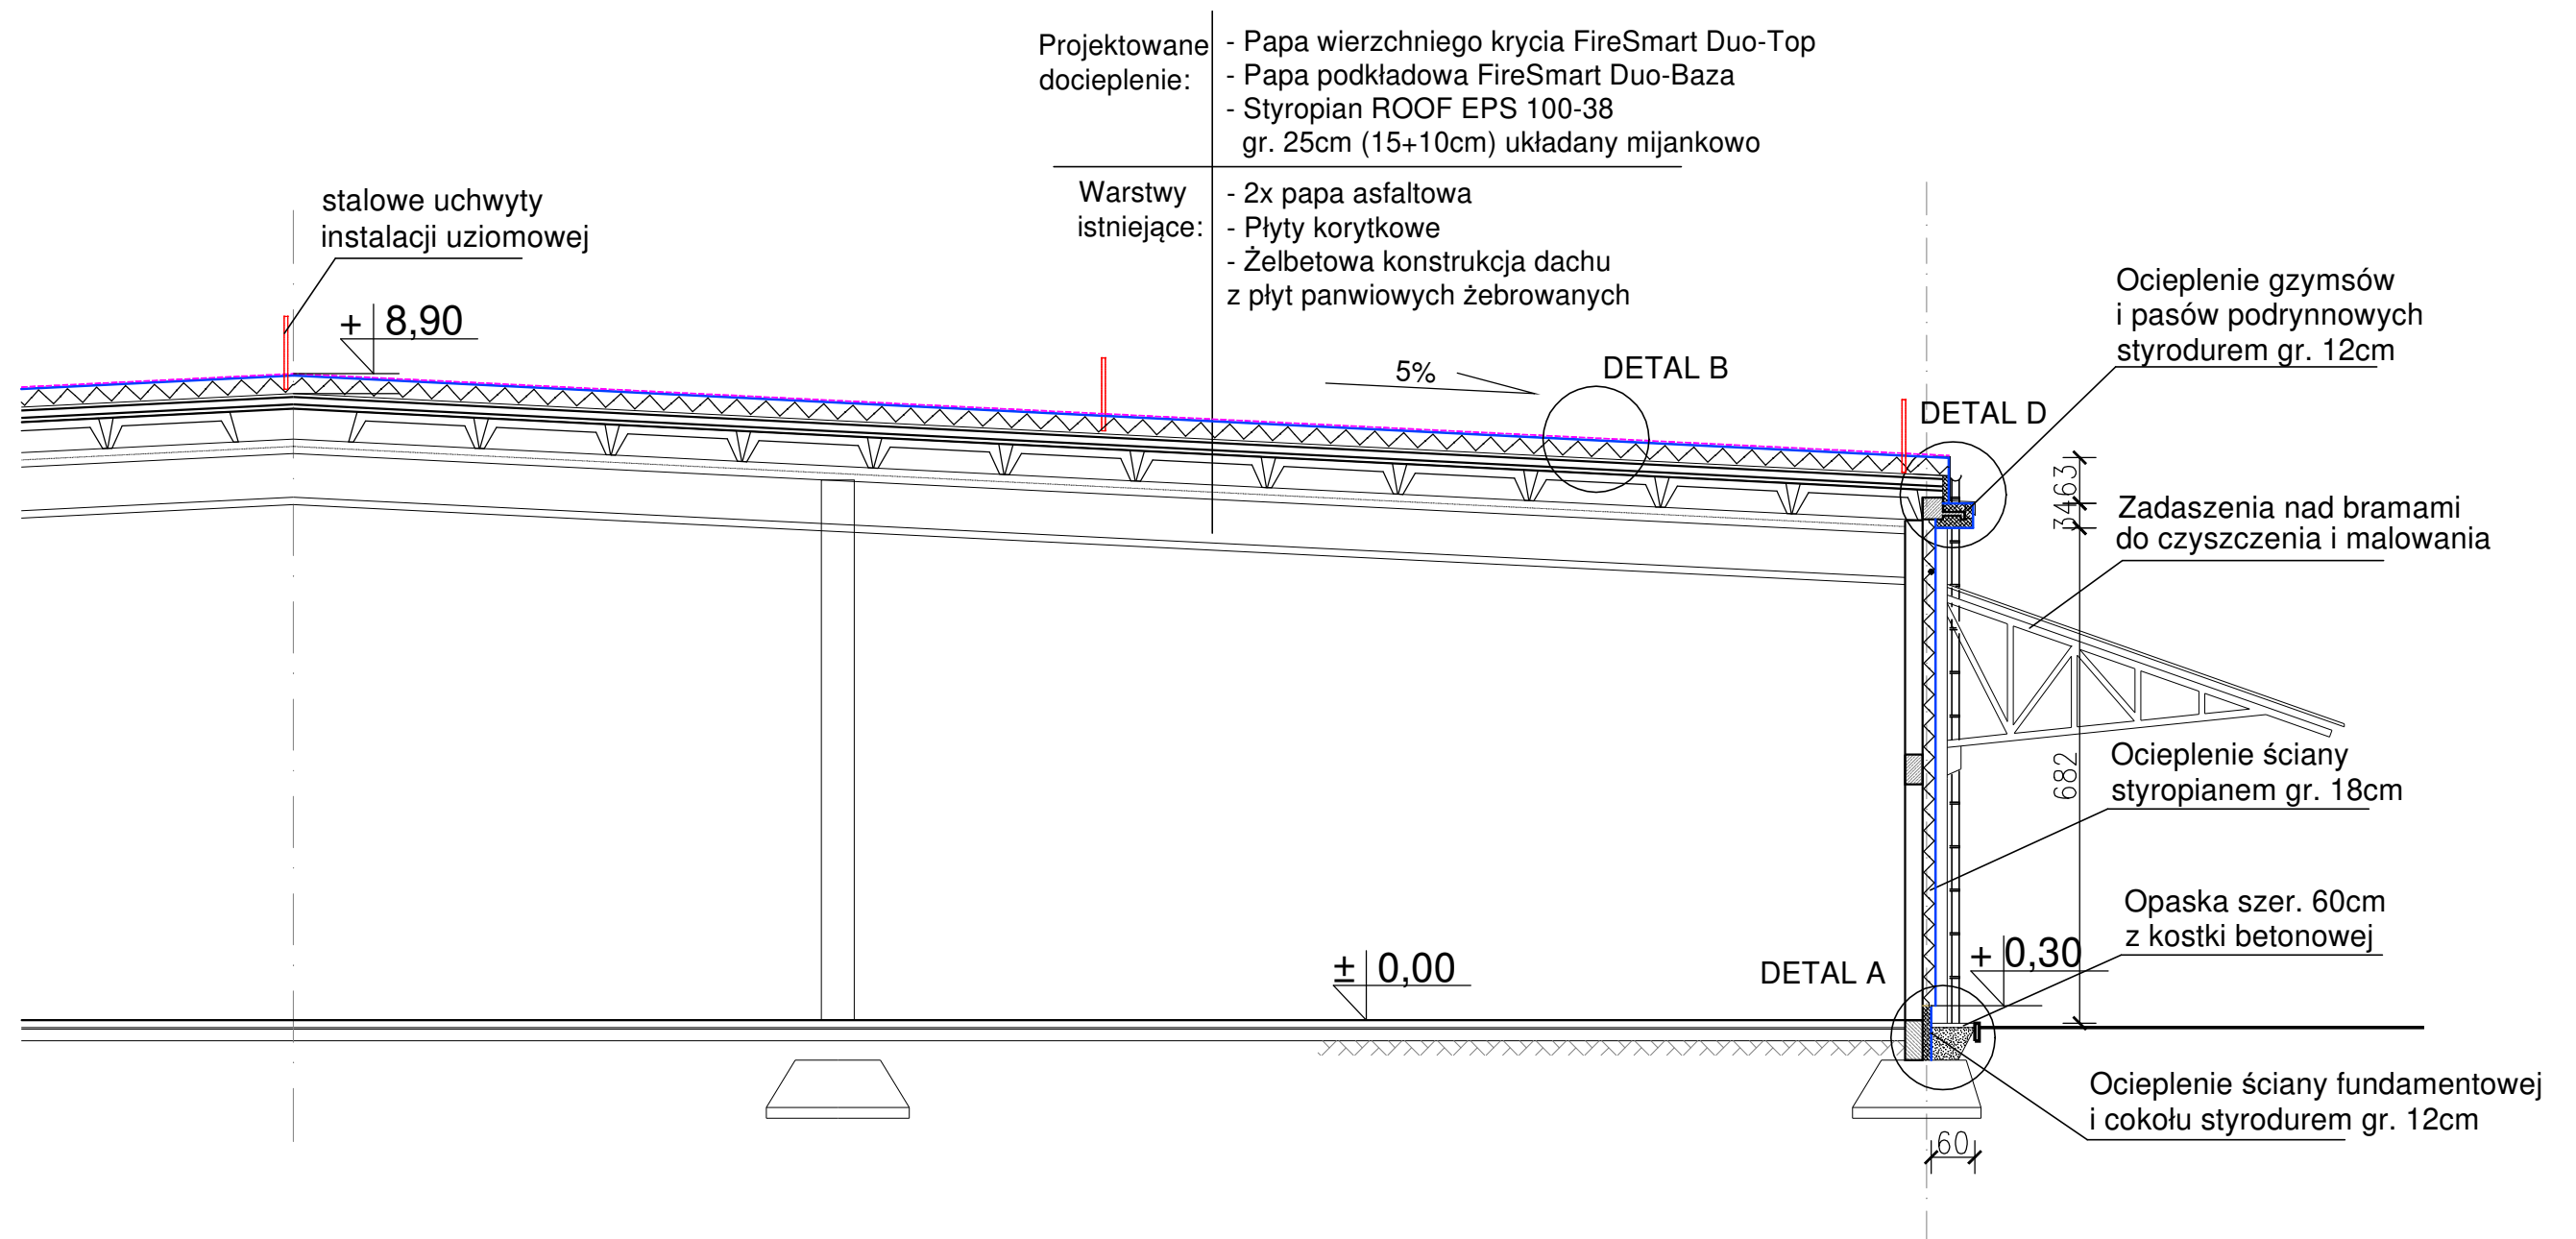 Projektowane
docieplenie:
- Papa wierzchniego krycia FireSmart Duo-Top
- Papa podkładowa FireSmart Duo-Baza
- Styropian ROOF EPS 100-38
gr. 25cm (15+10cm) układany mijankowo
Warstwy
istniejące:
- 2x papa asfaltowa
- Płyty korytkowe
- Żelbetowa konstrukcja dachu
z płyt panwiowych żebrowanych
stalowe uchwyty
instalacji uziomowej
+ 8,90
5%
DETAL B
DETAL D
Ocieplenie gzymsów
i pasów podrynnowych
styrodurem gr. 12cm
63
34
Zadaszenia nad bramami
do czyszczenia i malowania
682
Ocieplenie ściany
styropianem gr. 18cm
Opaska szer. 60cm
z kostki betonowej
± 0,00
DETAL A
+ 0,30
Ocieplenie ściany fundamentowej
i cokołu styrodurem gr. 12cm
60